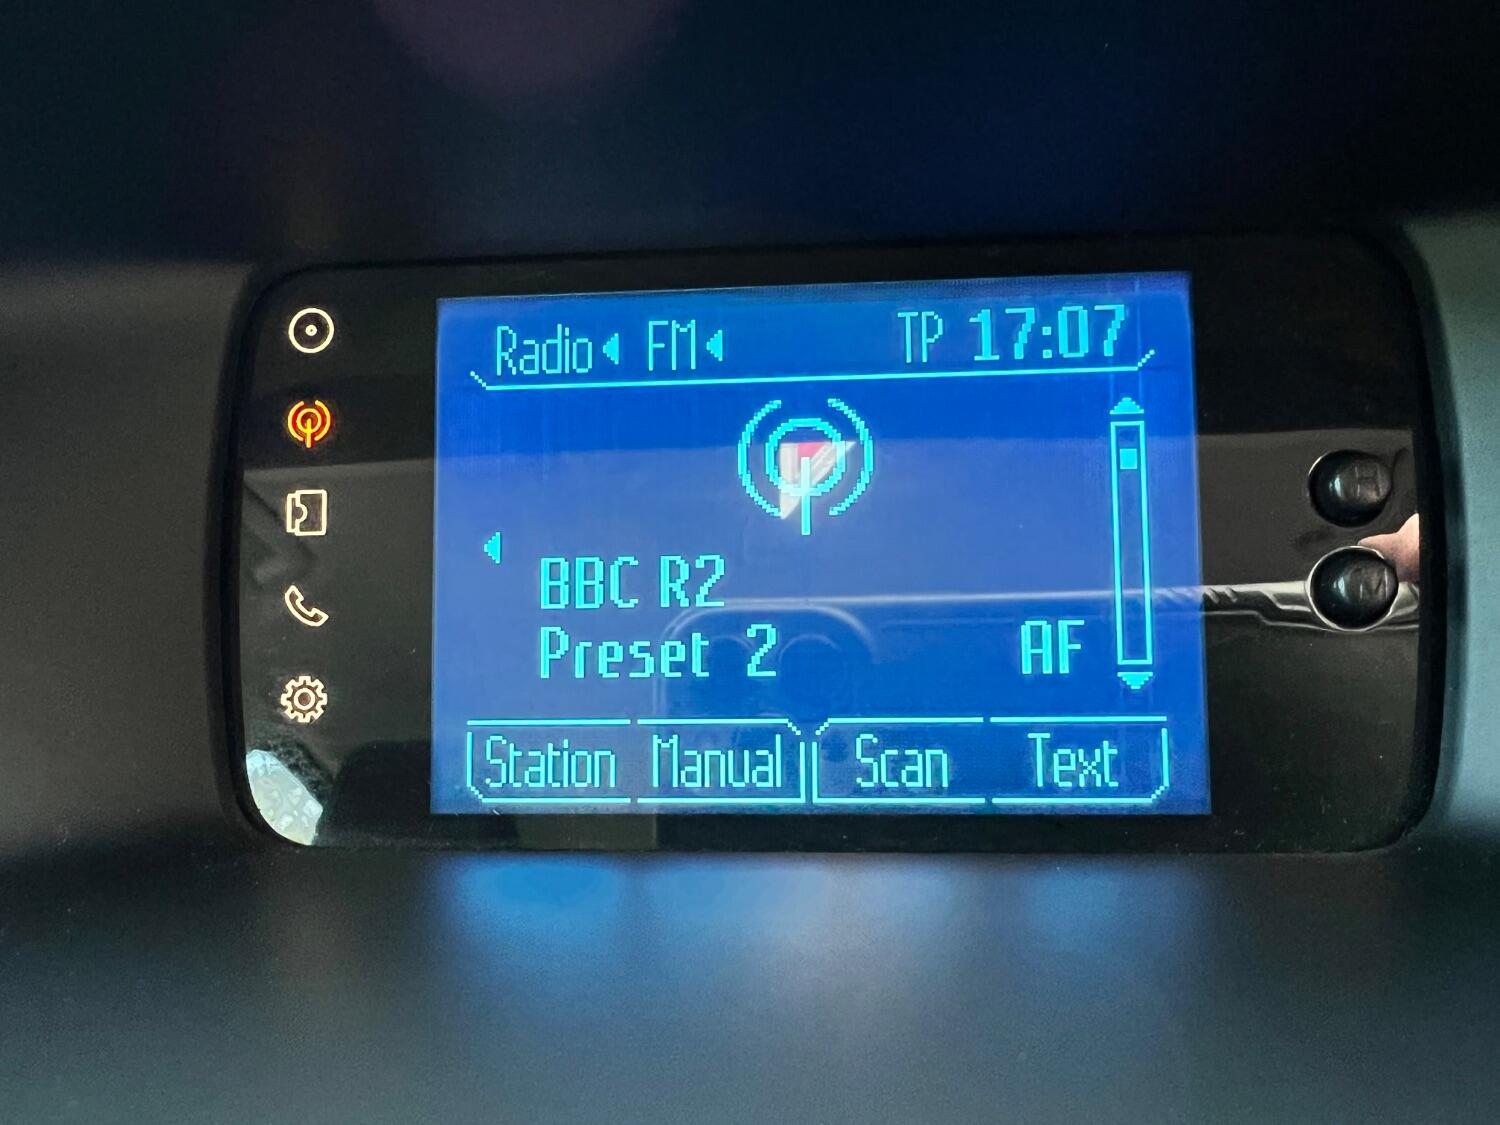 Radio FM TP 17:07
BBC R2
Preset 2 AF
Station Manual Scan Text
H
M